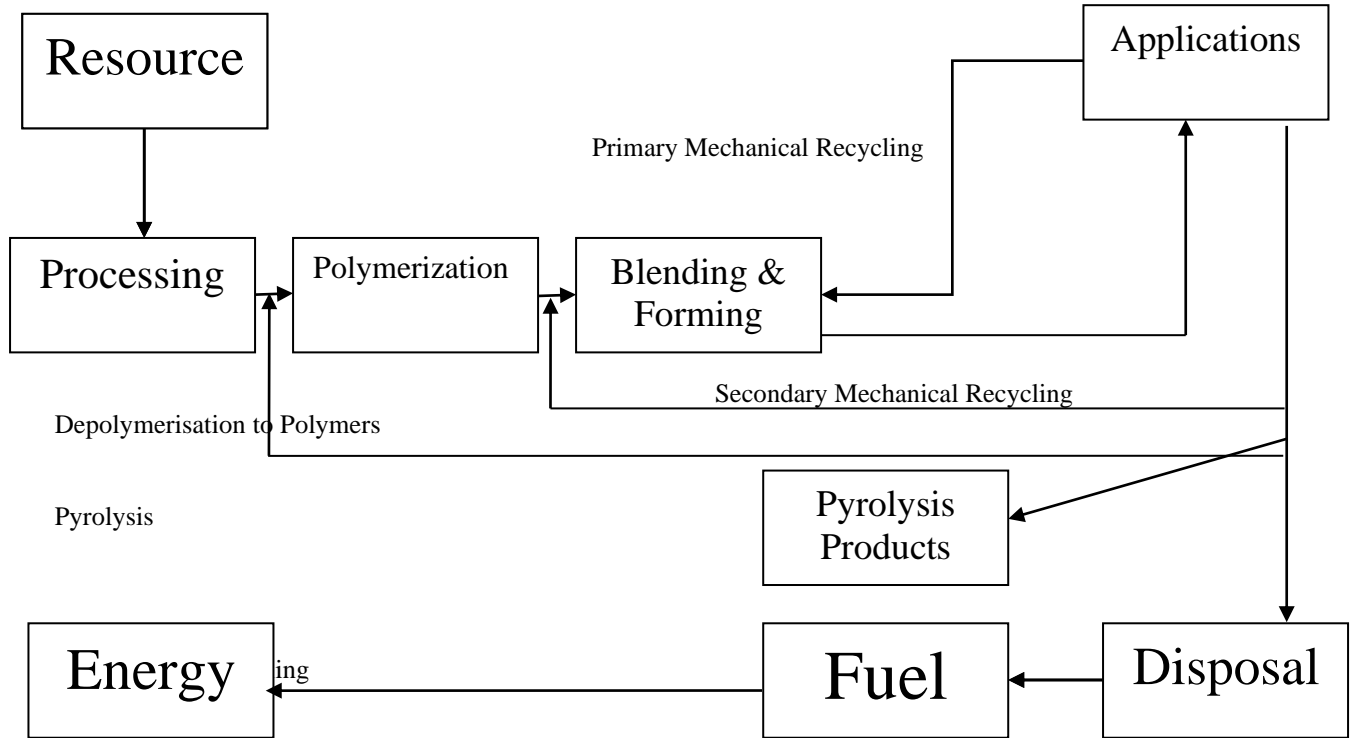 Resource
Applications
Primary Mechanical Recycling
Processing
Polymerization
Blending &
Forming
Secondary Mechanical Recycling
Depolymerisation to Polymers
Pyrolysis
Pyrolysis
Products
Energy
ing
Fuel
Disposal